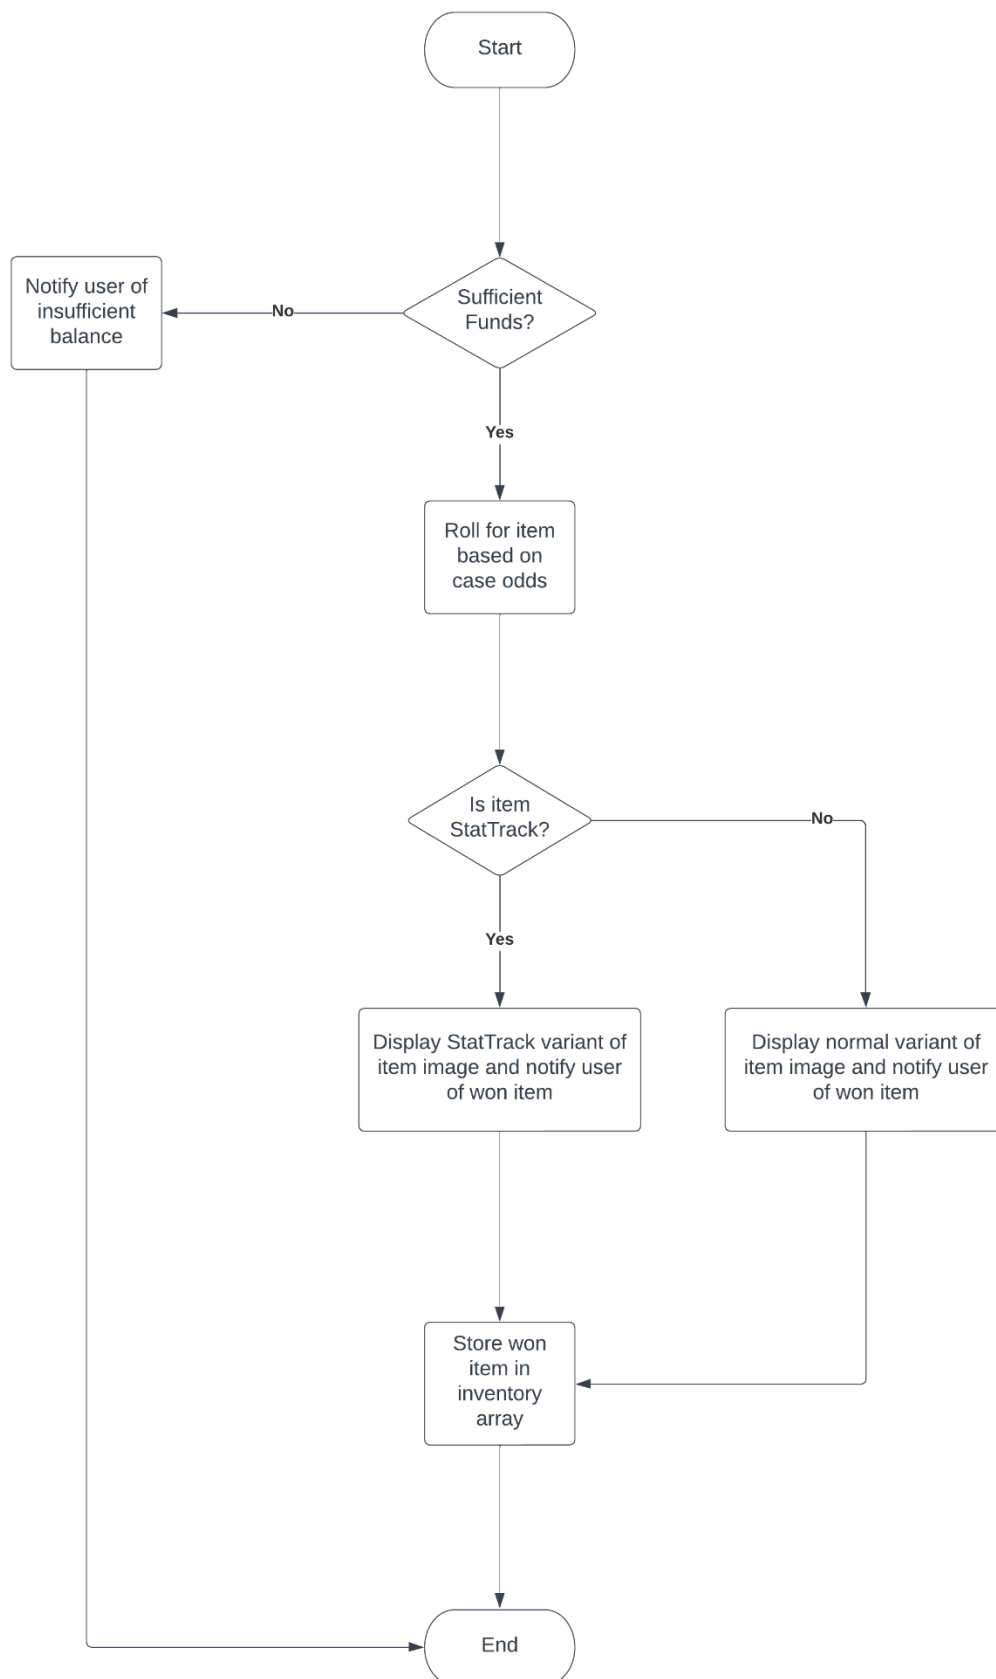 Start
Sufficient
Funds?
No
Notify user of
insufficient
balance
Yes
Roll for item
based on
case odds
Is item
StatTrack?
No
Yes
Display StatTrack variant of
item image and notify user
of won item
Display normal variant of
item image and notify user
of won item
Store won
item in
inventory
array
End